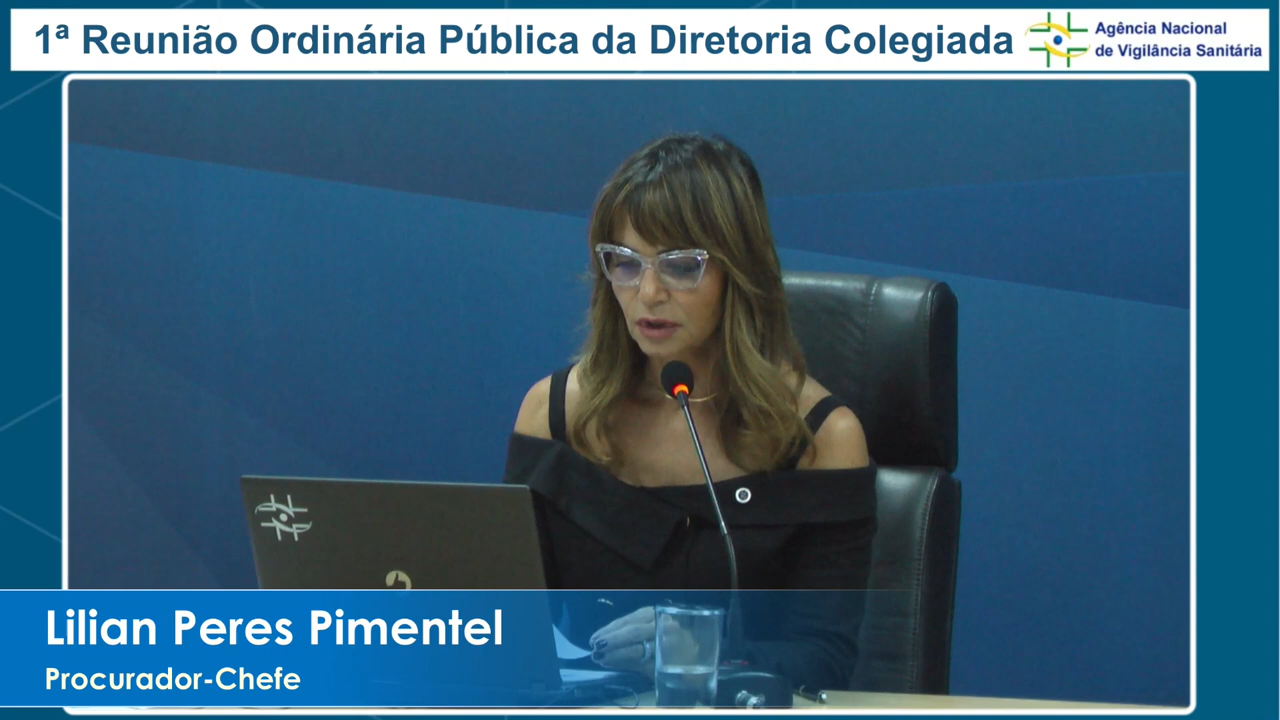 1ª Reunião Ordinária Pública da Diretoria Colegiada
Agência Nacional
de Vigilância Sanitária
Lilian Peres Pimentel
Procurador-Chefe